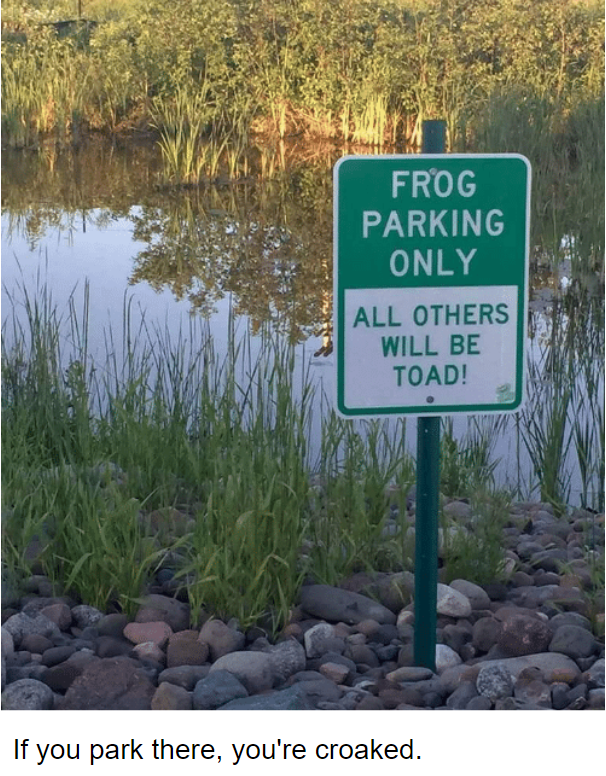 FROG
PARKING
ONLY
ALL OTHERS
WILL BE
TOAD!
If you park there, you're croaked.